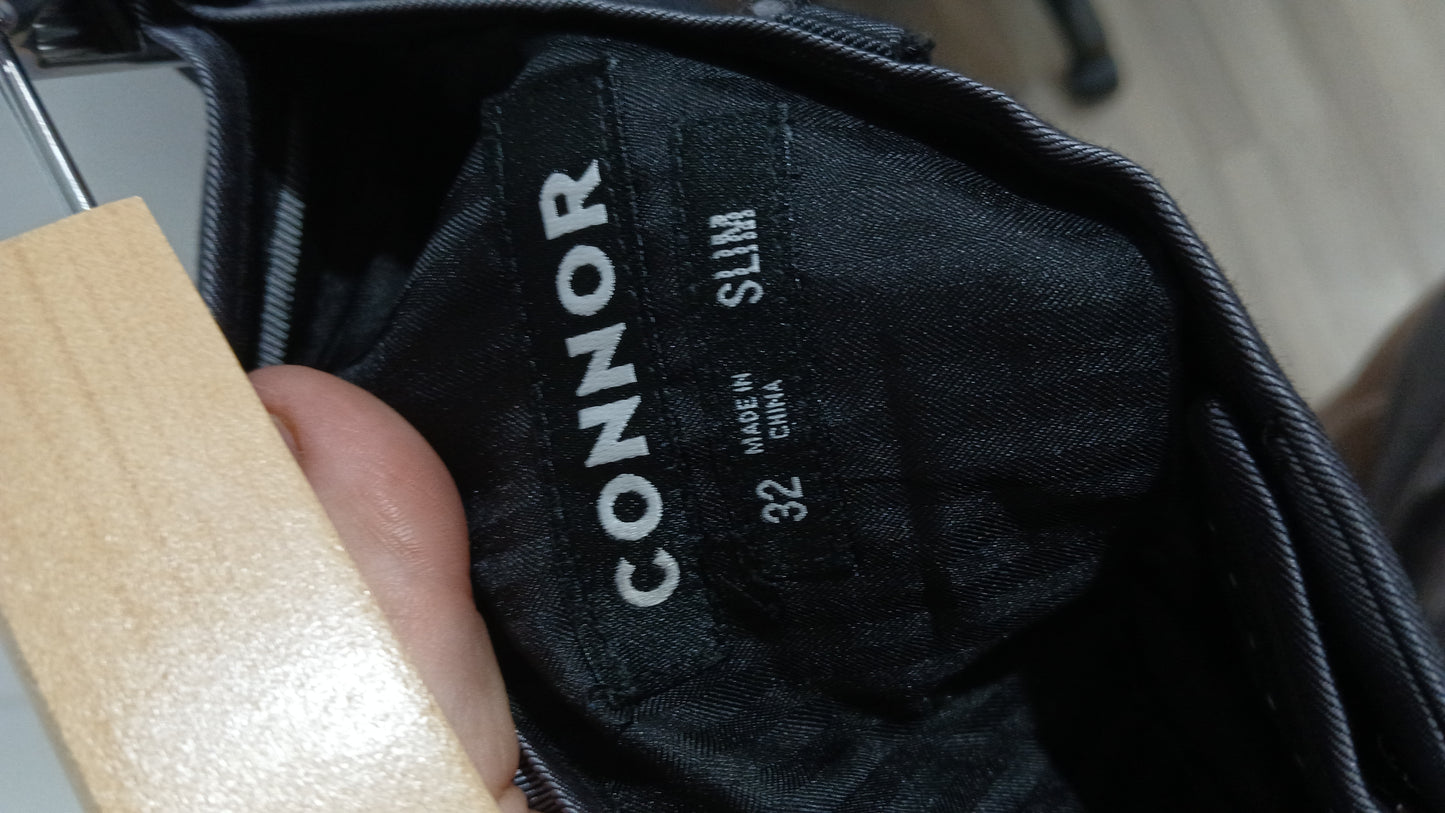 CONNOR
32 MADE IN CHINA SLIM